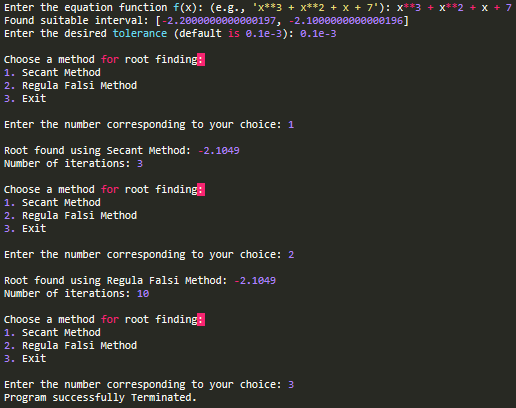 Enter the equation function f(x): (e.g., 'x**3 + x**2 + x + 7'): x**3 + x**2 + x + 7
Found suitable interval: [-2.2000000000000197, -2.1000000000000196]
Enter the desired tolerance (default is 0.1e-3): 0.1e-3
Choose a method for root finding:
1. Secant Method
2. Regula Falsi Method
3. Exit
Enter the number corresponding to your choice: 1
Root found using Secant Method: -2.1049
Number of iterations: 3
Choose a method for root finding:
1. Secant Method
2. Regula Falsi Method
3. Exit
Enter the number corresponding to your choice: 2
Root found using Regula Falsi Method: -2.1049
Number of iterations: 10
Choose a method for root finding:
1. Secant Method
2. Regula Falsi Method
3. Exit
Enter the number corresponding to your choice: 3
Program successfully Terminated.